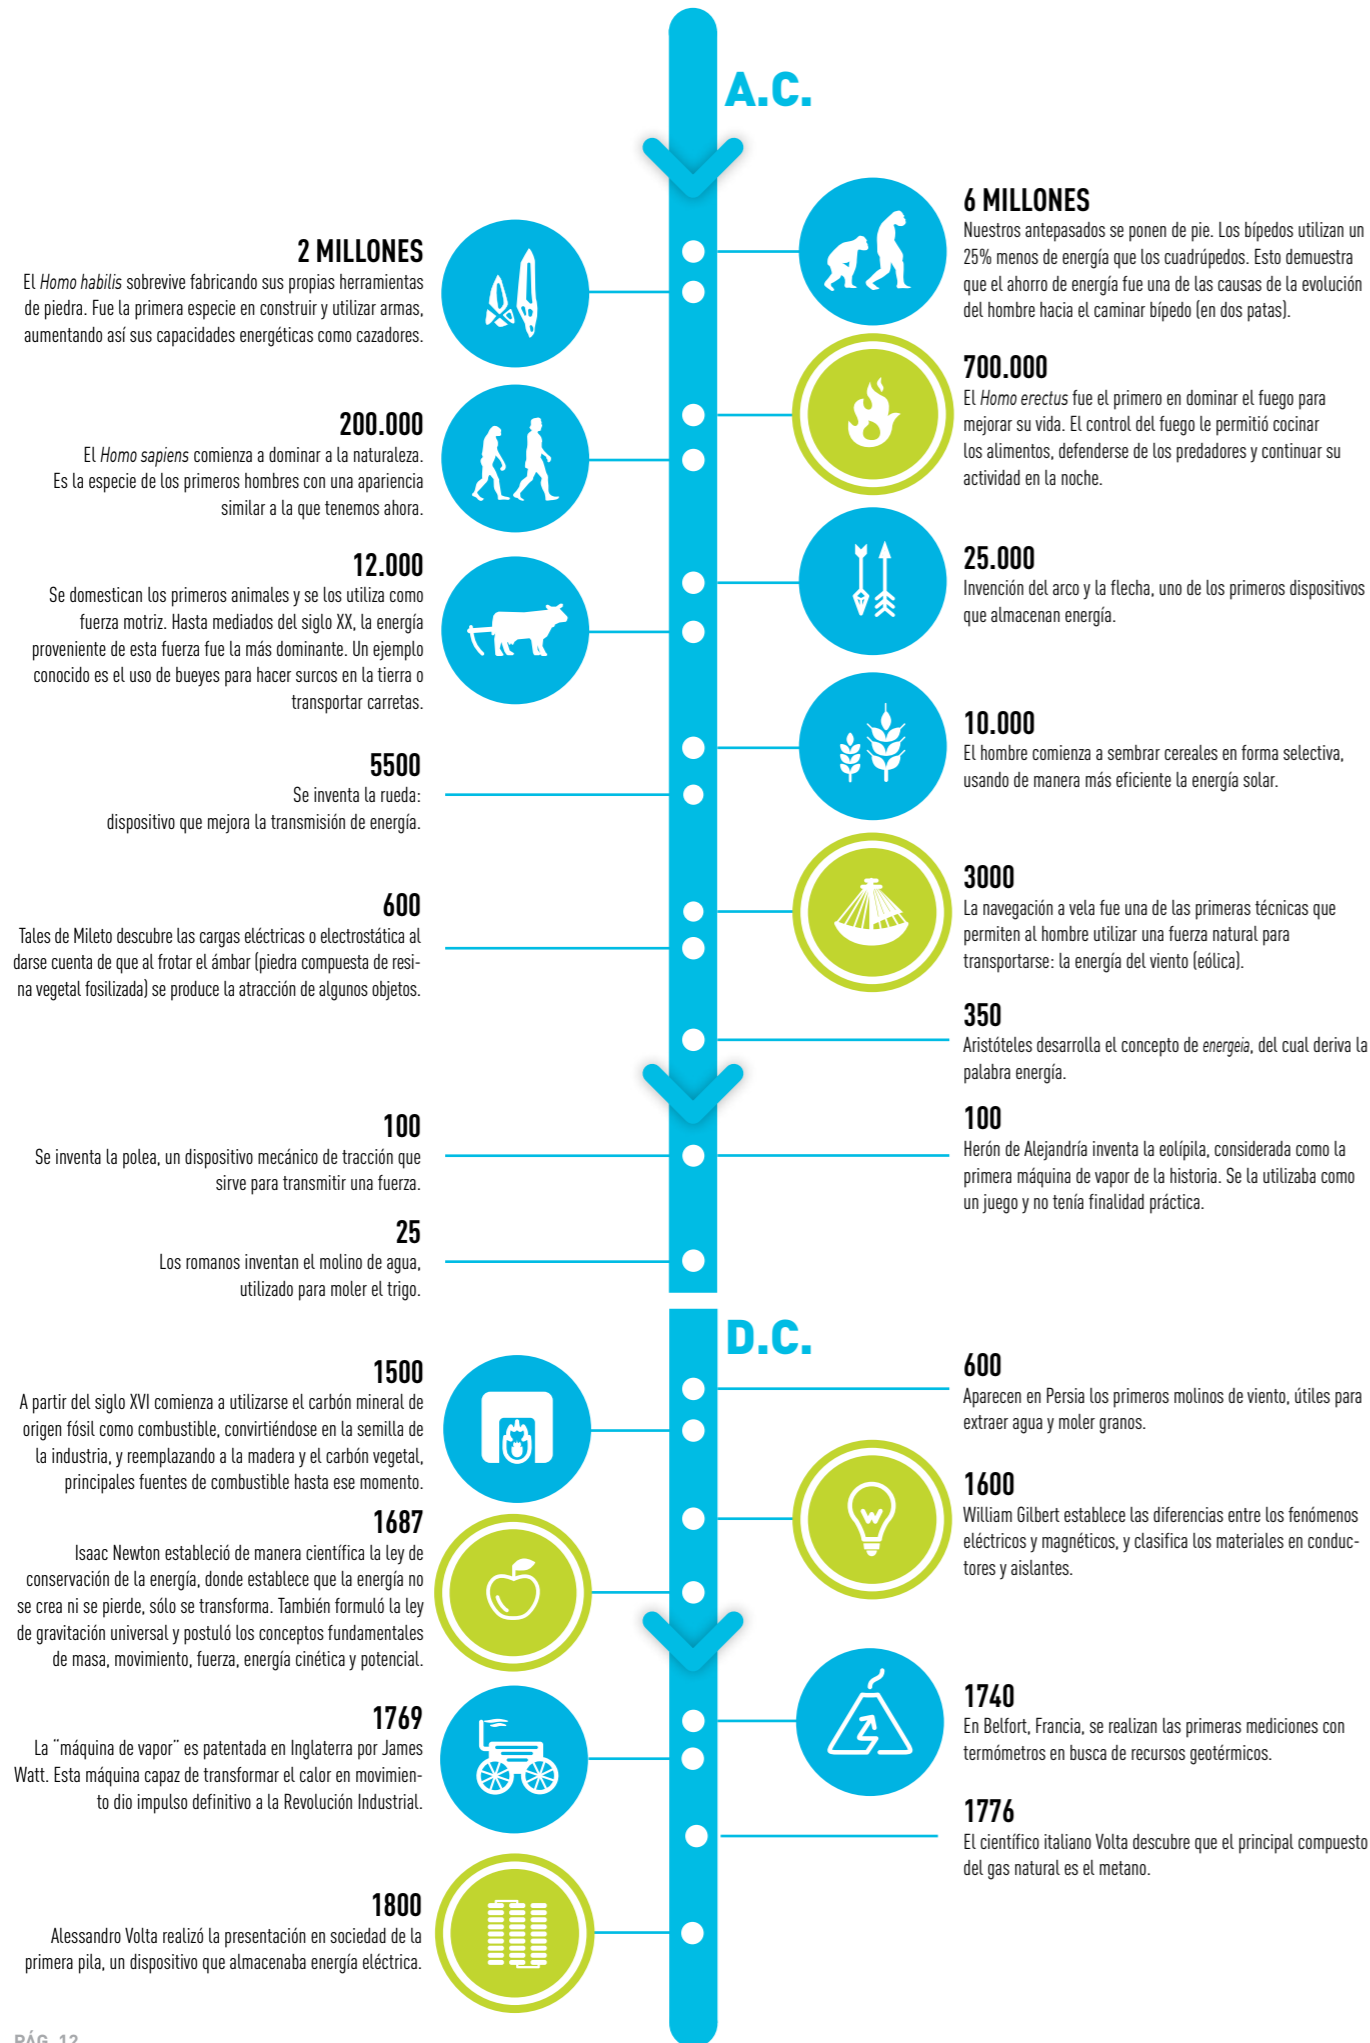 A.C.
6 MILLONES
Nuestros antepasados se ponen de pie. Los bípedos utilizan un
25% menos de energía que los cuadrúpedos. Esto demuestra
que el ahorro de energía fue una de las causas de la evolución
del hombre hacia el caminar bípedo (en dos patas).
2 MILLONES
El Homo habilis sobrevive fabricando sus propias herramientas
de piedra. Fue la primera especie en construir y utilizar armas,
aumentando así sus capacidades energéticas como cazadores.
700.000
El Homo erectus fue el primero en dominar el fuego para
mejorar su vida. El control del fuego le permitió cocinar
los alimentos, defenderse de los predadores y continuar su
actividad en la noche.
200.000
El Homo sapiens comienza a dominar a la naturaleza.
Es la especie de los primeros hombres con una apariencia
similar a la que tenemos ahora.
25.000
Invención del arco y la flecha, uno de los primeros dispositivos
que almacenan energía.
12.000
Se domestican los primeros animales y se los utiliza como
fuerza motriz. Hasta mediados del siglo XX, la energía
proveniente de esta fuerza fue la más dominante. Un ejemplo
conocido es el uso de bueyes para hacer surcos en la tierra o
transportar carretas.
10.000
El hombre comienza a sembrar cereales en forma selectiva,
usando de manera más eficiente la energía solar.
5500
Se inventa la rueda:
dispositivo que mejora la transmisión de energía.
3000
La navegación a vela fue una de las primeras técnicas que
permiten al hombre utilizar una fuerza natural para
transportarse: la energía del viento (eólica).
600
Tales de Mileto descubre las cargas eléctricas o electrostática al
darse cuenta de que al frotar el ámbar (piedra compuesta de resi-
na vegetal fosilizada) se produce la atracción de algunos objetos.
350
Aristóteles desarrolla el concepto de energeia, del cual deriva la
palabra energía.
100
Se inventa la polea, un dispositivo mecánico de tracción que
sirve para transmitir una fuerza.
100
Herón de Alejandría inventa la eolípila, considerada como la
primera máquina de vapor de la historia. Se la utilizaba como
un juego y no tenía finalidad práctica.
25
Los romanos inventan el molino de agua,
utilizado para moler el trigo.
D.C.
600
Aparecen en Persia los primeros molinos de viento, útiles para
extraer agua y moler granos.
1500
A partir del siglo XVI comienza a utilizarse el carbón mineral de
origen fósil como combustible, convirtiéndose en la semilla de
la industria, y reemplazando a la madera y el carbón vegetal,
principales fuentes de combustible hasta ese momento.
1600
William Gilbert establece las diferencias entre los fenómenos
eléctricos y magnéticos, y clasifica los materiales en conduc-
tores y aislantes.
1687
Isaac Newton estableció de manera científica la ley de
conservación de la energía, donde establece que la energía no
se crea ni se pierde, sólo se transforma. También formuló la ley
de gravitación universal y postuló los conceptos fundamentales
de masa, movimiento, fuerza, energía cinética y potencial.
1740
En Belfort, Francia, se realizan las primeras mediciones con
termómetros en busca de recursos geotérmicos.
1769
La ¨máquina de vapor¨ es patentada en Inglaterra por James
Watt. Esta máquina capaz de transformar el calor en movimien-
to dio impulso definitivo a la Revolución Industrial.
1776
El científico italiano Volta descubre que el principal compuesto
del gas natural es el metano.
1800
Alessandro Volta realizó la presentación en sociedad de la
primera pila, un dispositivo que almacenaba energía eléctrica.
PÁG. 12